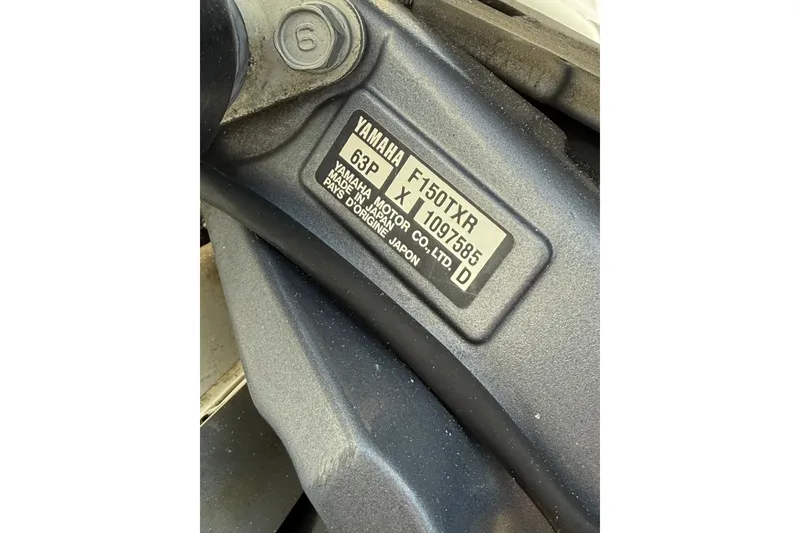 6
YAMAHA F150TXR
63P X 1097585 D
YAMAHA MOTOR CO., LTD.
MADE IN JAPAN
PAYS D'ORIGINE JAPON